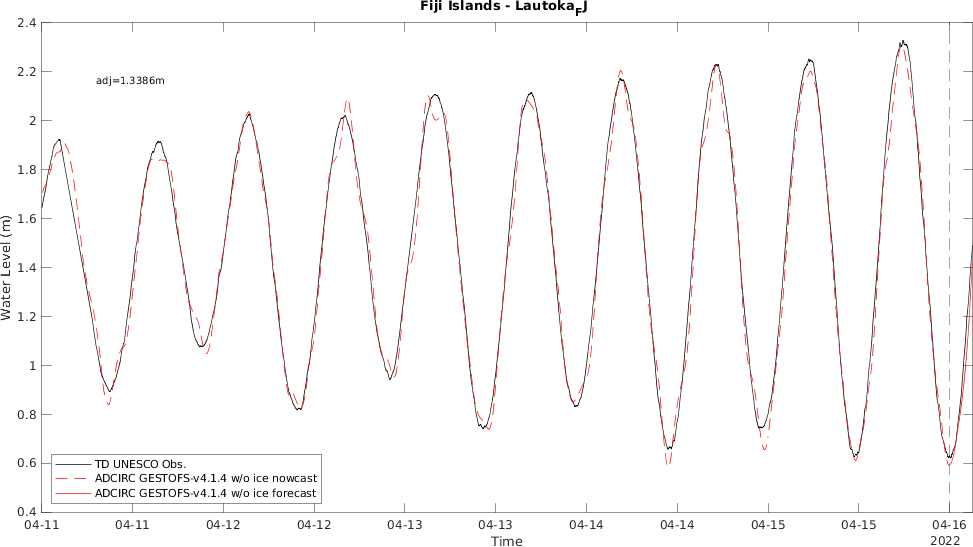 Fiji Islands - Lautoka_FJ
2.4
2.2
2
1.8
1.6
1.4
1.2
1
0.8
0.6
0.4
Water Level (m)
adj=1.3386m
TD UNESCO Obs.
ADCIRC GESTOFS-v4.1.4 w/o ice nowcast
ADCIRC GESTOFS-v4.1.4 w/o ice forecast
04-11 04-11 04-12 04-12 04-13 04-13 04-14 04-14 04-15 04-15 04-16
Time 2022